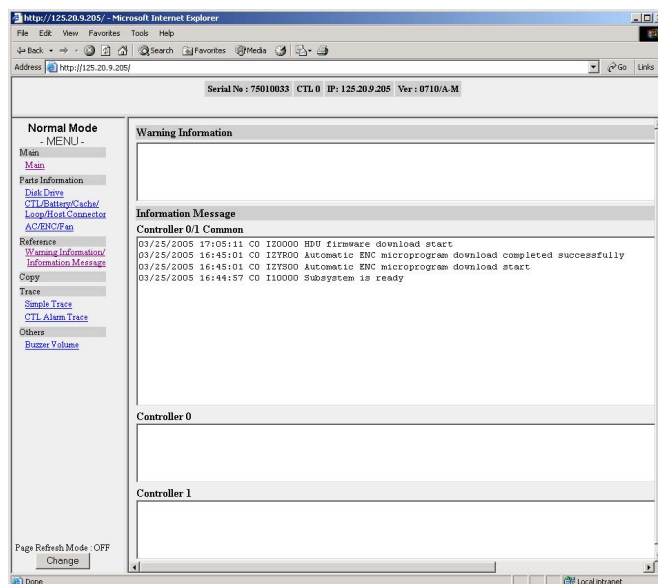 http://125.20.9.205/ - Microsoft Internet Explorer
File Edit View Favorites Tools Help
Back Search Favorites Media
Address http://125.20.9.205/ Go Links
Serial No : 75010033 CTL 0 IP: 125.20.9.205 Ver : 0710/A-M
Normal Mode
- MENU -
Main
Main
Parts Information
Disk Drive
CTL/Battery/Cache/
Loop/Host Connector
AC/ENC/Fan
Reference
Warning Information/
Information Message
Copy
Trace
Simple Trace
CTL Alarm Trace
Others
Buzzer Volume
Page Refresh Mode : OFF
Change
Warning Information
Information Message
Controller 0/1 Common
03/25/2005 17:05:11 C0 IZ0000 HDU firmware download start
03/25/2005 16:45:01 C0 IZYR00 Automatic ENC microprogram download completed successfully
03/25/2005 16:45:01 C0 IZYS00 Automatic ENC microprogram download start
03/25/2005 16:44:57 C0 I10000 Subsystem is ready
Controller 0
Controller 1
Done Local intranet